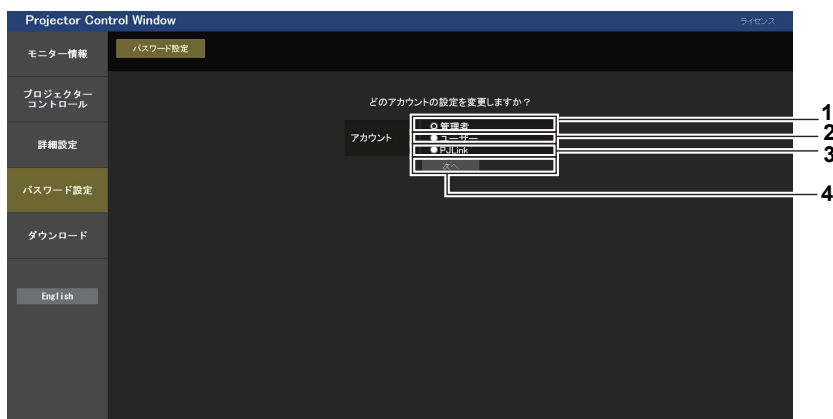 Projector Control Window
ライセンス
モニター情報
パスワード設定
プロジェクター
コントロール
どのアカウントの設定を変更しますか？
アカウント
管理者
1
ユーザー
2
PJLink
3
次へ
4
詳細設定
パスワード設定
ダウンロード
English